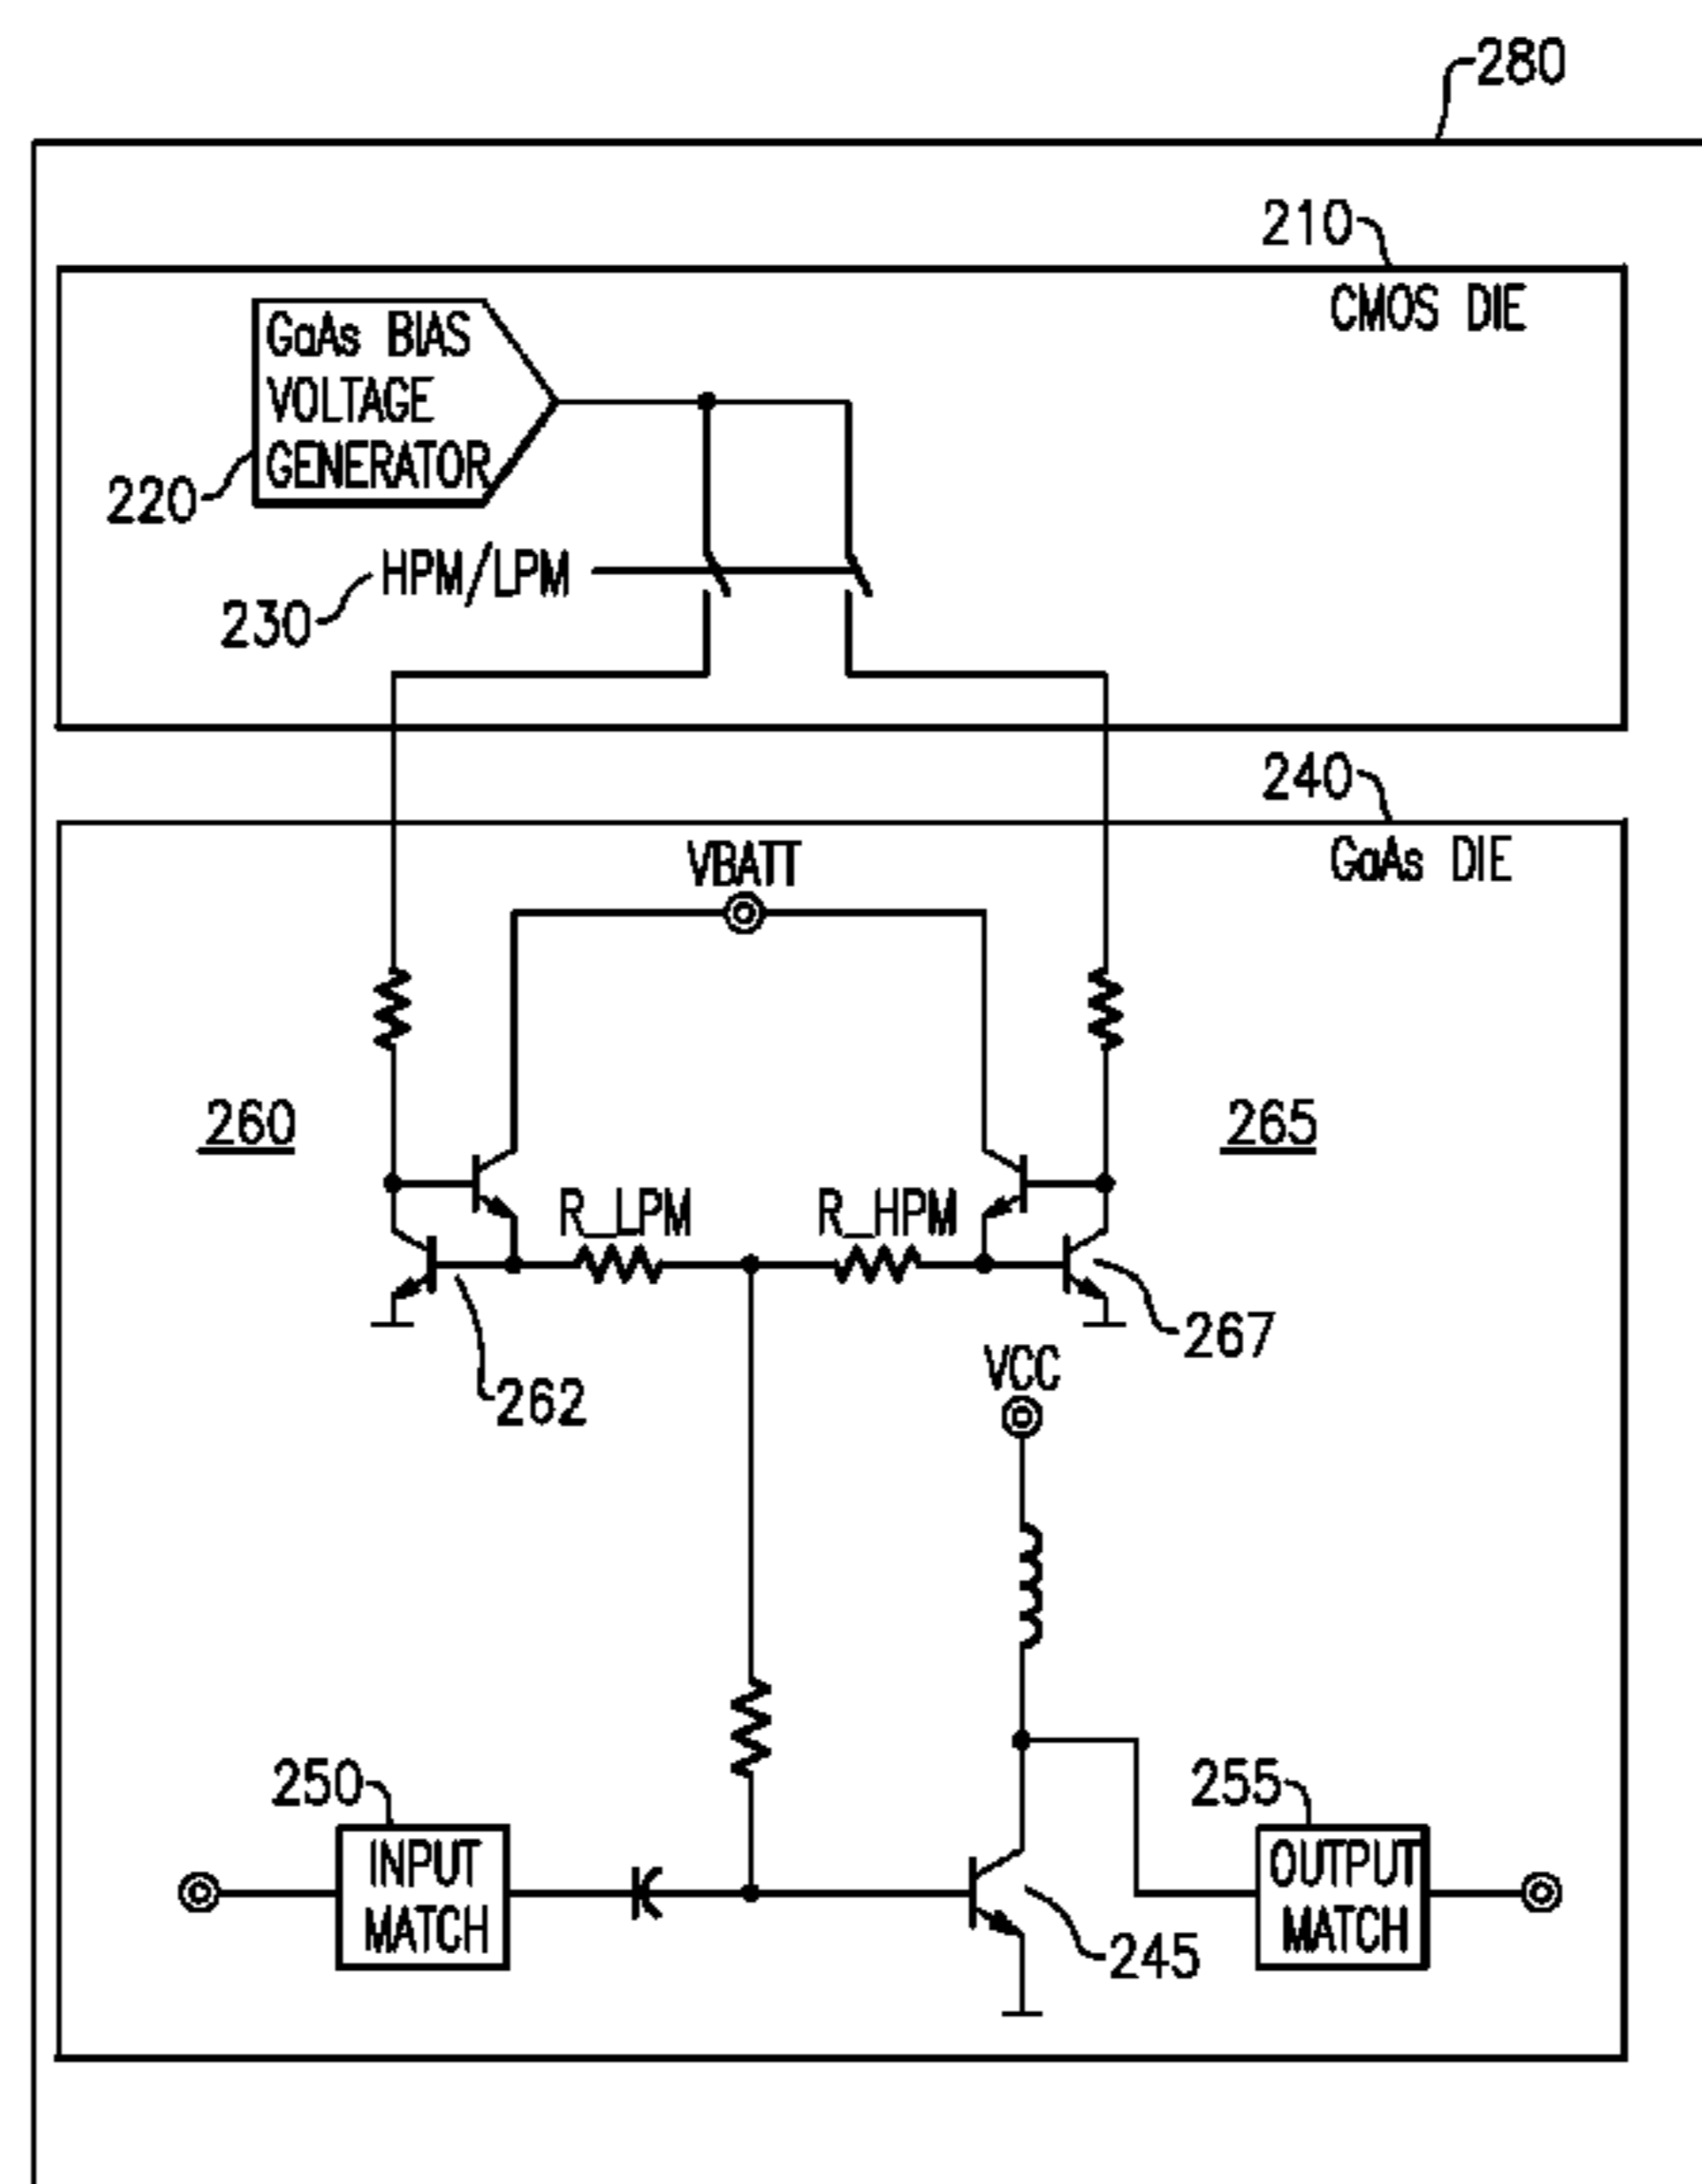 280
210
CMOS DIE
GaAs BIAS
VOLTAGE
GENERATOR
220
HPM/LPM
230
240
GaAs DIE
VBATT
260
265
R_LPM
R_HPM
267
262
VCC
250
255
INPUT
MATCH
OUTPUT
MATCH
245